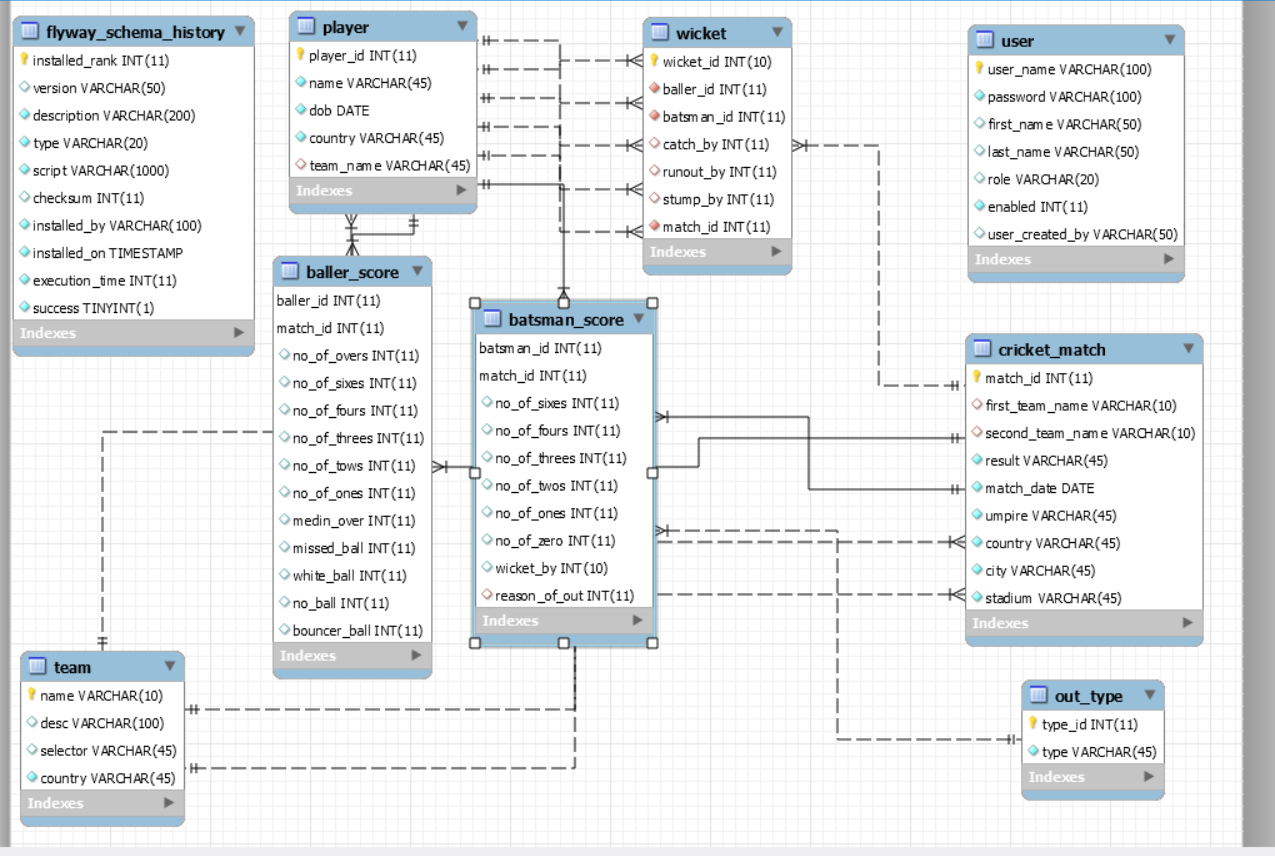 flyway_schema_history
installed_rank INT(11)
version VARCHAR(50)
description VARCHAR(200)
type VARCHAR(20)
script VARCHAR(1000)
checksum INT(11)
installed_by VARCHAR(100)
installed_on TIMESTAMP
execution_time INT(11)
success TINYINT(1)
Indexes
player
player_id INT(11)
name VARCHAR(45)
dob DATE
country VARCHAR(45)
team_name VARCHAR(45)
Indexes
wicket
wicket_id INT(10)
baller_id INT(11)
batsman_id INT(11)
catch_by INT(11)
runout_by INT(11)
stump_by INT(11)
match_id INT(11)
Indexes
user
user_name VARCHAR(100)
password VARCHAR(100)
first_name VARCHAR(50)
last_name VARCHAR(50)
role VARCHAR(20)
enabled INT(11)
user_created_by VARCHAR(50)
Indexes
baller_score
baller_id INT(11)
match_id INT(11)
no_of_overs INT(11)
no_of_sixes INT(11)
no_of_fours INT(11)
no_of_threes INT(11)
no_of_tows INT(11)
no_of_ones INT(11)
medin_over INT(11)
missed_ball INT(11)
white_ball INT(11)
no_ball INT(11)
bouncer_ball INT(11)
Indexes
batsman_score
batsman_id INT(11)
match_id INT(11)
no_of_sixes INT(11)
no_of_fours INT(11)
no_of_threes INT(11)
no_of_twos INT(11)
no_of_ones INT(11)
no_of_zero INT(11)
wicket_by INT(10)
reason_of_out INT(11)
Indexes
cricket_match
match_id INT(11)
first_team_name VARCHAR(10)
second_team_name VARCHAR(10)
result VARCHAR(45)
match_date DATE
umpire VARCHAR(45)
country VARCHAR(45)
city VARCHAR(45)
stadium VARCHAR(45)
Indexes
team
name VARCHAR(10)
desc VARCHAR(100)
selector VARCHAR(45)
country VARCHAR(45)
Indexes
out_type
type_id INT(11)
type VARCHAR(45)
Indexes